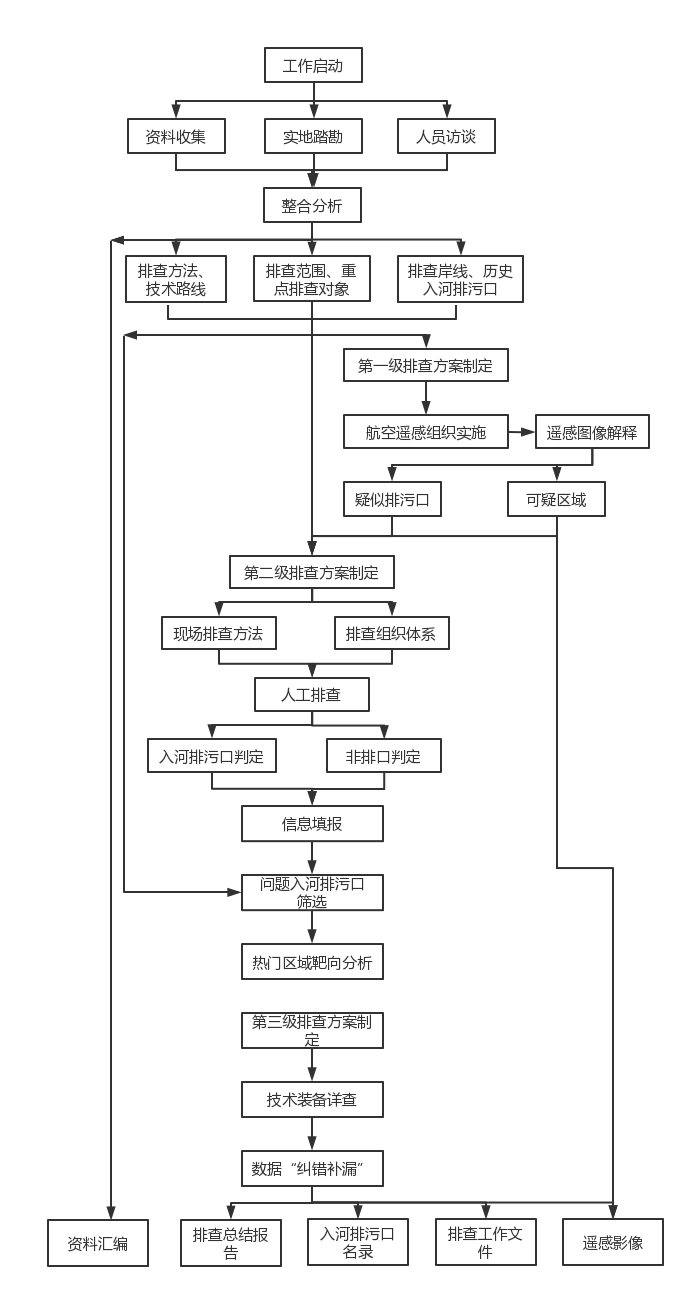 工作启动
资料收集
实地踏勘
人员访谈
整合分析
排查方法、
技术路线
排查范围、重
点排查对象
排查岸线、历史
入河排污口
第一级排查方案制定
航空遥感组织实施
遥感图像解释
疑似排污口
可疑区域
第二级排查方案制定
现场排查方法
排查组织体系
人工排查
入河排污口判定
非排口判定
信息填报
问题入河排污口
筛选
热门区域靶向分析
第三级排查方案制
定
技术装备详查
数据“纠错补漏”
资料汇编
排查总结报
告
入河排污口
名录
排查工作文
件
遥感影像